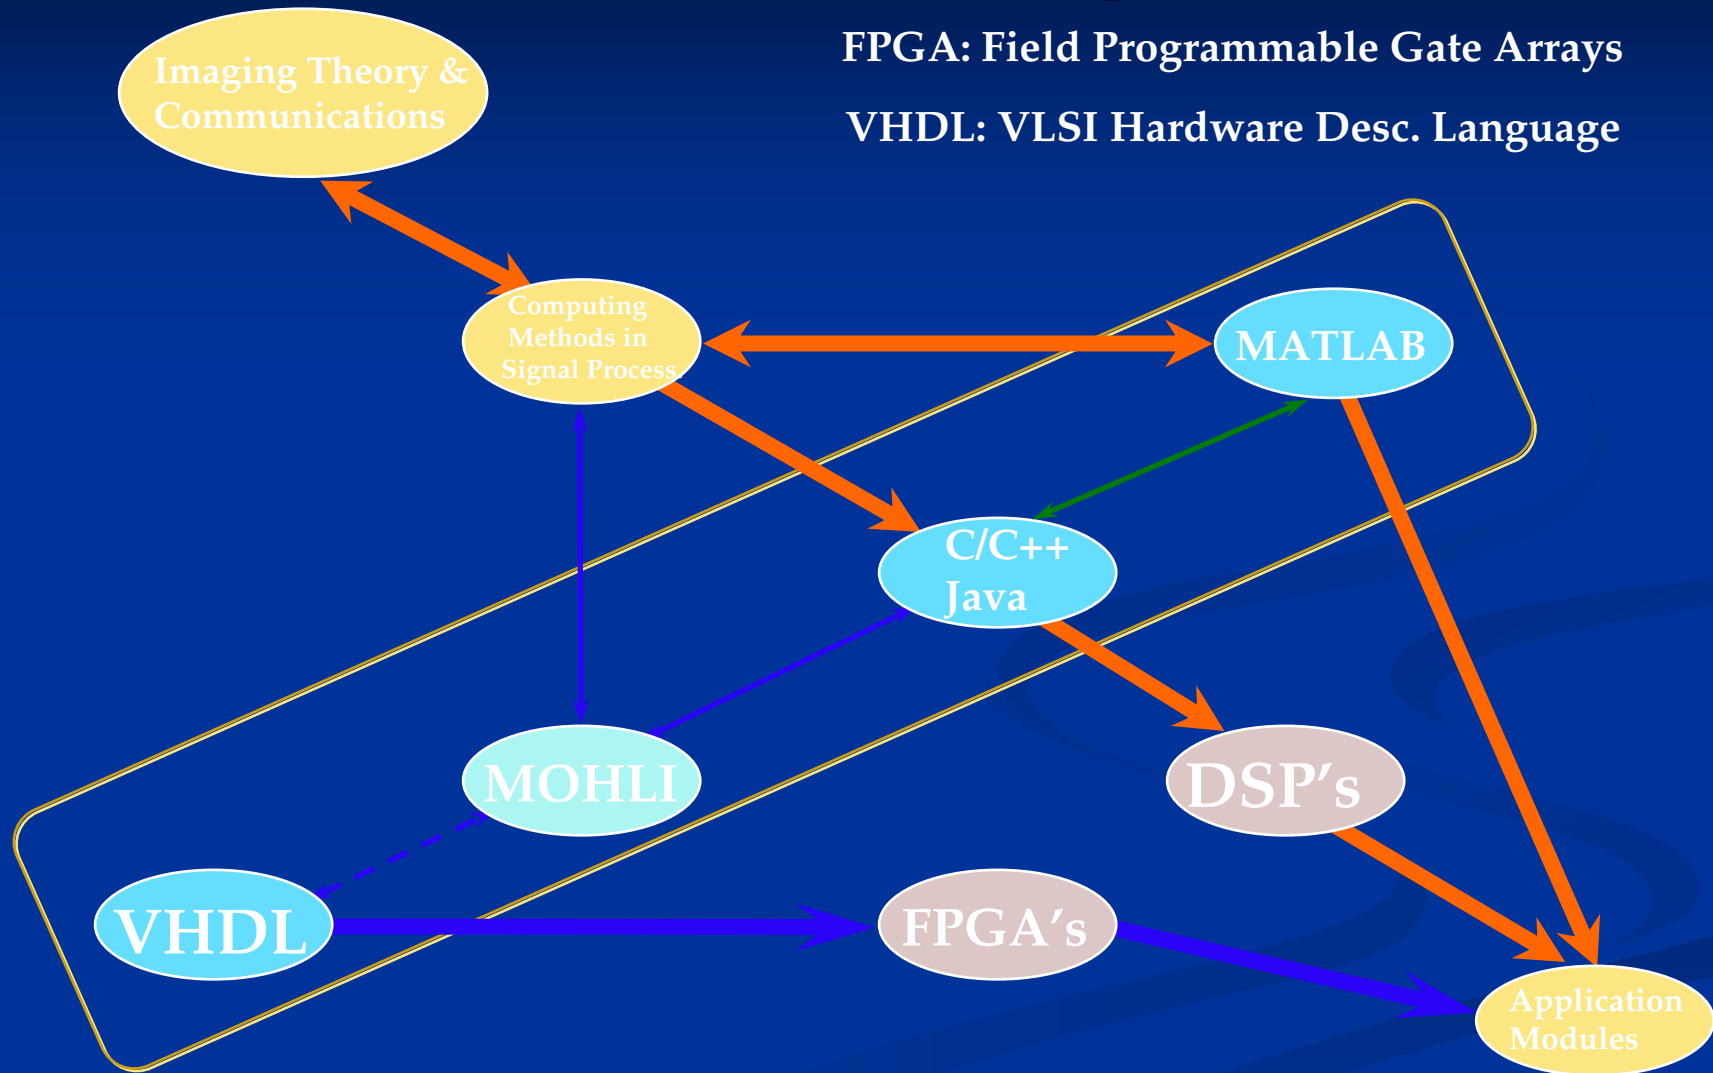 FPGA: Field Programmable Gate Arrays
VHDL: VLSI Hardware Desc. Language
Imaging Theory &
Communications
Computing
Methods in
Signal Process.
MATLAB
C/C++
Java
MOHLI
DSP’s
VHDL
FPGA’s
Application
Modules